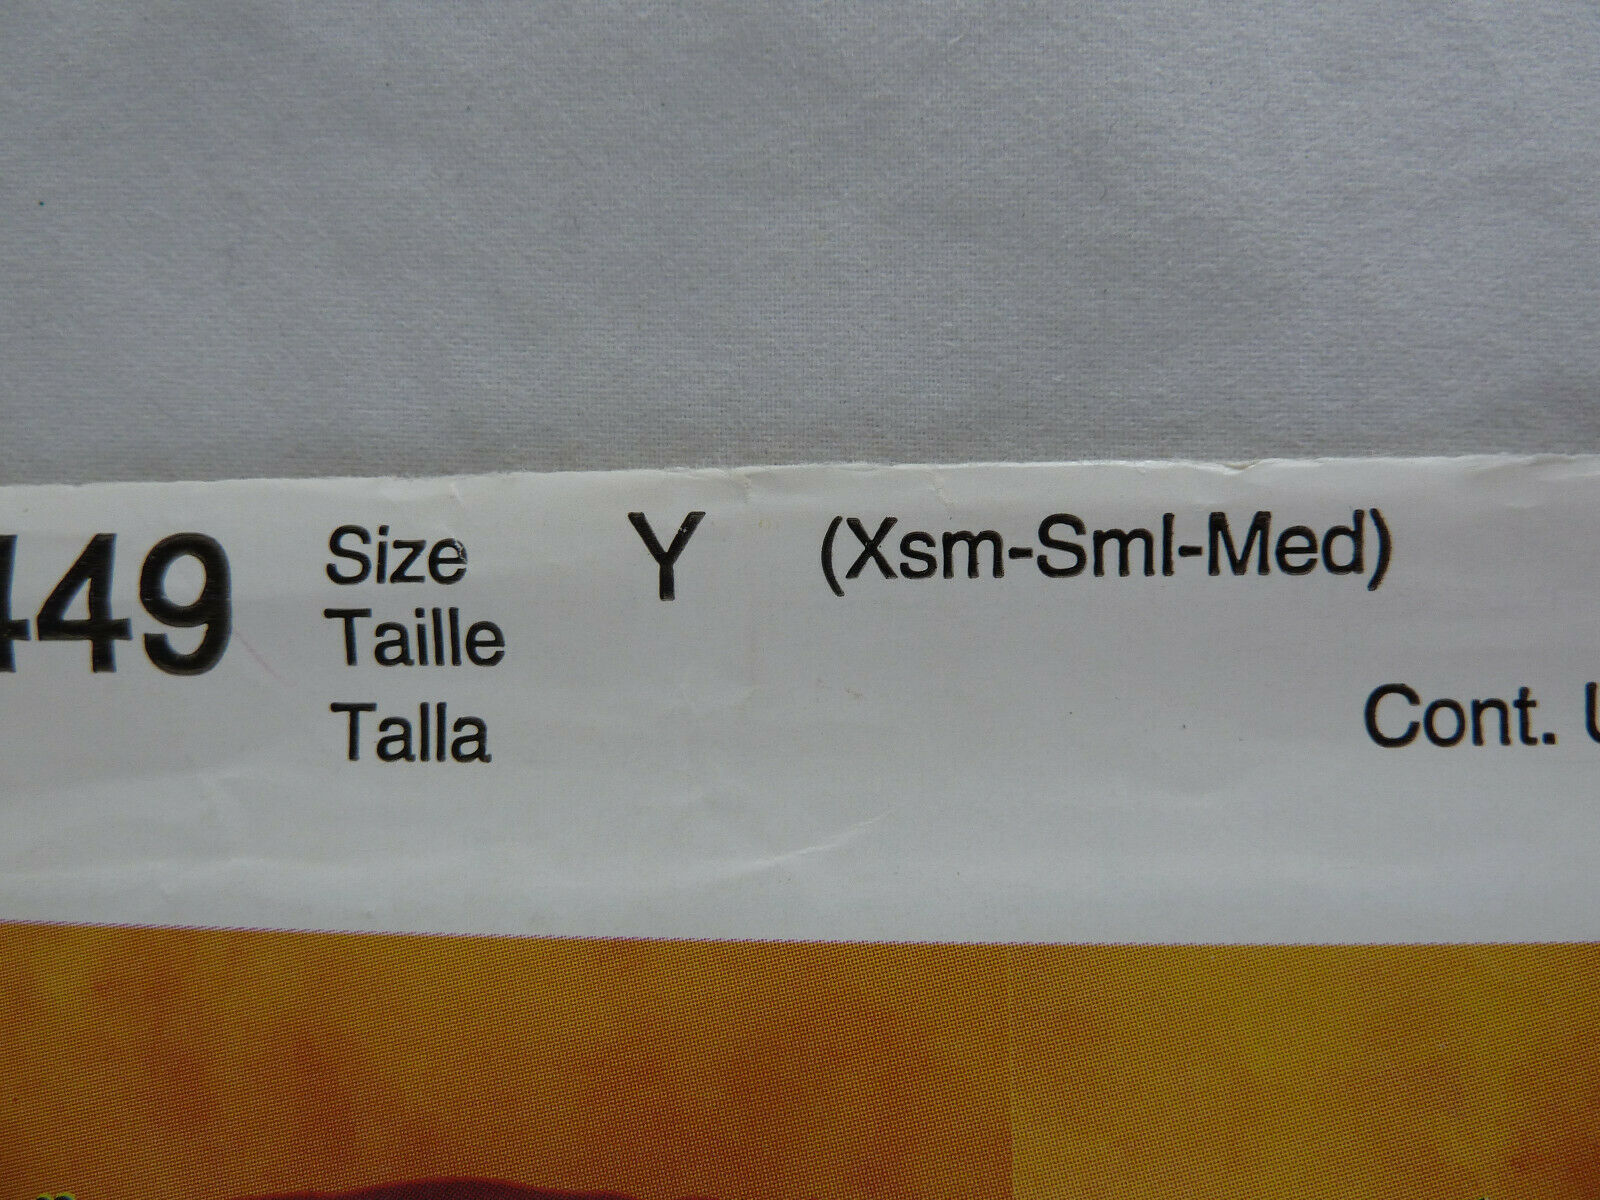 449 Size Y (Xsm-Sml-Med)
Taille
Talla
Cont.